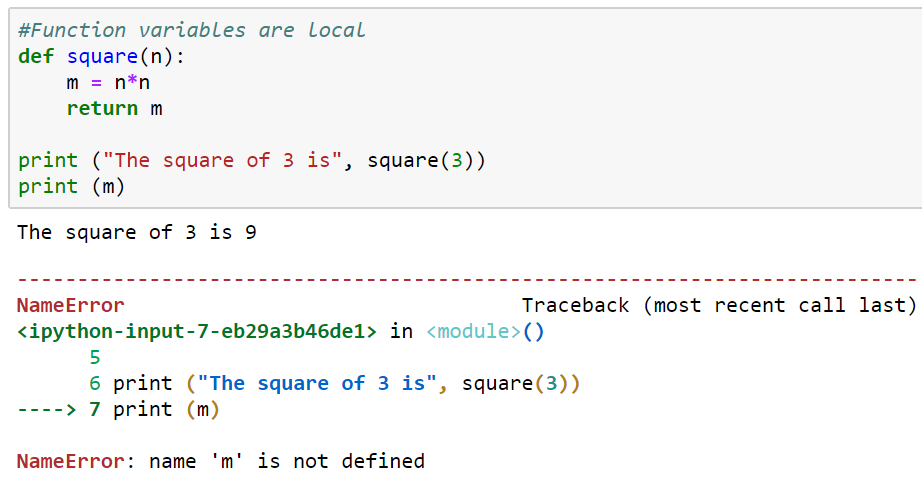 #Function variables are local
def square(n):
    m = n*n
    return m

print ("The square of 3 is", square(3))
print (m)
The square of 3 is 9
---------------------------------------------------------------------------
NameError                                 Traceback (most recent call last)
<ipython-input-7-eb29a3b46de1> in <module>()
      5
      6 print ("The square of 3 is", square(3))
----> 7 print (m)

NameError: name 'm' is not defined